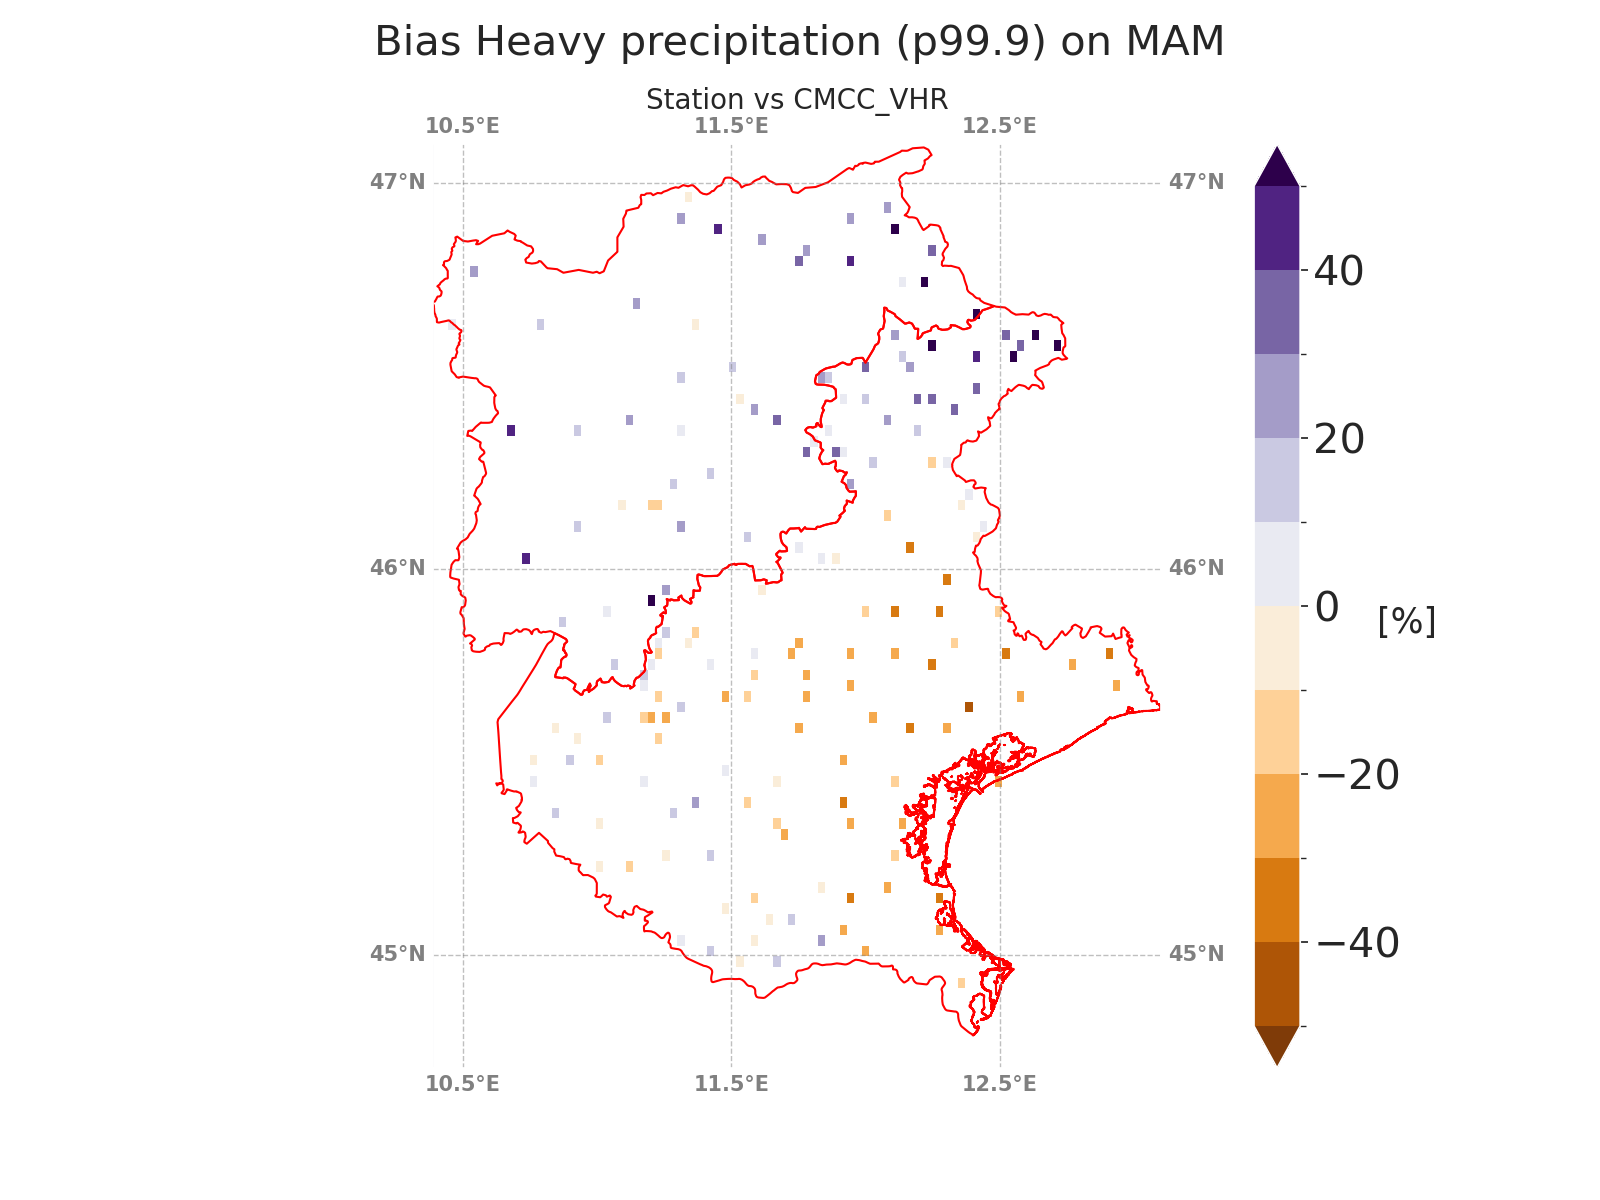 Bias Heavy precipitation (p99.9) on MAM
Station vs CMCC_VHR
10.5°E 11.5°E 12.5°E
47°N 47°N
40
20
46°N 46°N
0 [%]
−20
−40
45°N 45°N
10.5°E 11.5°E 12.5°E